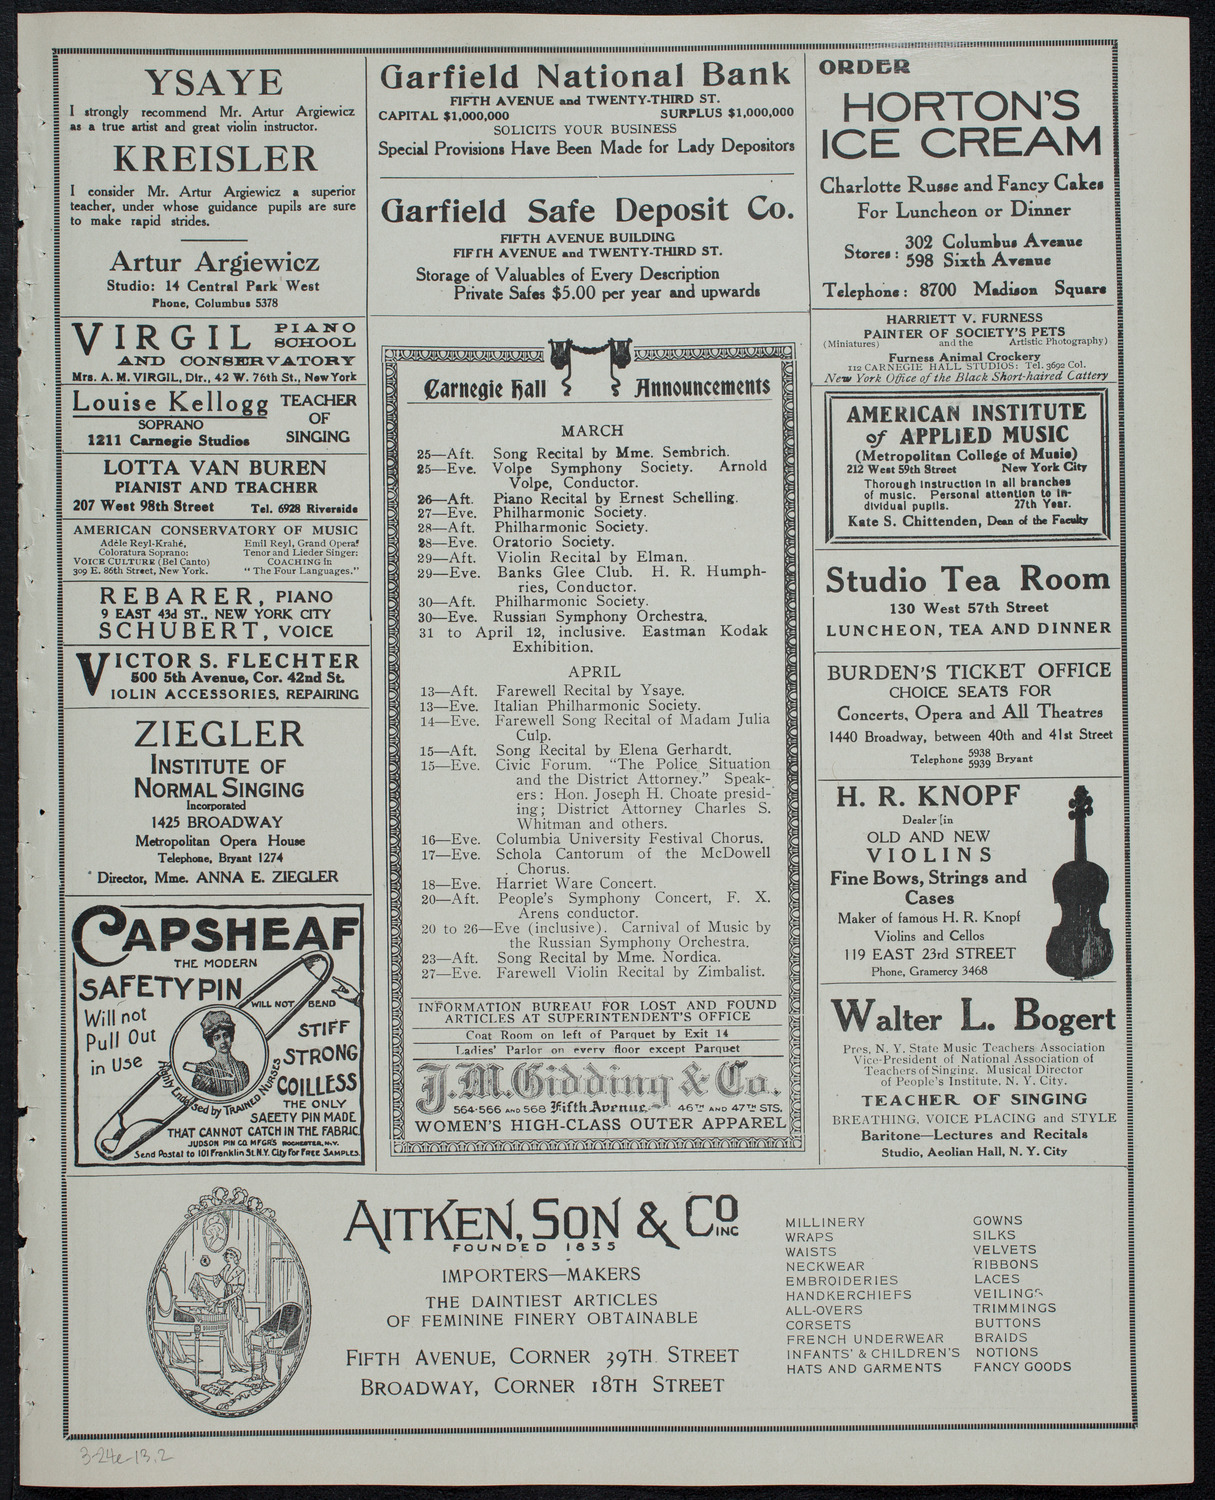 YSAYE
I strongly recommend Mr. Artur Argiewicz
as a true artist and great violin instructor.
KREISLER
I consider Mr. Artur Argiewicz a superior
teacher, under whose guidance pupils are sure
to make rapid strides.
Artur Argiewicz
Studio: 14 Central Park West
Phone, Columbus 5378
VIRGIL PIANO SCHOOL
AND CONSERVATORY
Mrs. A. M. VIRGIL, Dir., 42 W. 76th St., New York
Louise Kellogg TEACHER OF SINGING
SOPRANO
1211 Carnegie Studios
LOTTA VAN BUREN
PIANIST AND TEACHER
207 West 98th Street Tel. 6928 Riverside
AMERICAN CONSERVATORY OF MUSIC
Adèle Reyl-Krahé, Emil Reyl, Grand Opera
Coloratura Soprano: Tenor and Lieder Singer:
VOICE CULTURE (Bel Canto) COACHING in
309 E. 86th Street, New York. "The Four Languages."
REBARER, PIANO
9 EAST 43d ST., NEW YORK CITY
SCHUBERT, VOICE
VICTOR S. FLECHTER
500 5th Avenue, Cor. 42nd St.
VIOLIN ACCESSORIES, REPAIRING
ZIEGLER
INSTITUTE OF
NORMAL SINGING
Incorporated
1425 BROADWAY
Metropolitan Opera House
Telephone, Bryant 1274
Director, Mme. ANNA E. ZIEGLER
CAPSHEAF
THE MODERN
SAFETY PIN
WILL NOT BEND
Will not
Pull Out
in Use
STIFF
STRONG
COILLESS
Highly Endorsed by TRAINED NURSES
THE ONLY
SAFETY PIN MADE
THAT CANNOT CATCH IN THE FABRIC.
JUDSON PIN CO. MFGR'S ROCHESTER, N.Y.
Send Postal to 101 Franklin St. N.Y. City For FREE SAMPLES.
Garfield National Bank
FIFTH AVENUE and TWENTY-THIRD ST.
CAPITAL $1,000,000 SURPLUS $1,000,000
SOLICITS YOUR BUSINESS
Special Provisions Have Been Made for Lady Depositors
Garfield Safe Deposit Co.
FIFTH AVENUE BUILDING
FIFTH AVENUE and TWENTY-THIRD ST.
Storage of Valuables of Every Description
Private Safes $5.00 per year and upwards
Carnegie Hall Announcements
MARCH
25—Aft. Song Recital by Mme. Sembrich.
25—Eve. Volpe Symphony Society. Arnold
Volpe, Conductor.
26—Aft. Piano Recital by Ernest Schelling.
27—Eve. Philharmonic Society.
28—Aft. Philharmonic Society.
28—Eve. Oratorio Society.
29—Aft. Violin Recital by Elman.
29—Eve. Banks Glee Club. H. R. Humph-
ries, Conductor.
30—Aft. Philharmonic Society.
30—Eve. Russian Symphony Orchestra.
31 to April 12, inclusive. Eastman Kodak
Exhibition.
APRIL
13—Aft. Farewell Recital by Ysaye.
13—Eve. Italian Philharmonic Society.
14—Eve. Farewell Song Recital of Madam Julia
Culp.
15—Aft. Song Recital by Elena Gerhardt.
15—Eve. Civic Forum. "The Police Situation
and the District Attorney." Speak-
ers: Hon. Joseph H. Choate presid-
ing; District Attorney Charles S.
Whitman and others.
16—Eve. Columbia University Festival Chorus.
17—Eve. Schola Cantorum of the McDowell
Chorus.
18—Eve. Harriet Ware Concert.
20—Aft. People's Symphony Concert, F. X.
Arens conductor.
20 to 26—Eve (inclusive). Carnival of Music by
the Russian Symphony Orchestra.
23—Aft. Song Recital by Mme. Nordica.
27—Eve. Farewell Violin Recital by Zimbalist.
INFORMATION BUREAU FOR LOST AND FOUND
ARTICLES AT SUPERINTENDENT'S OFFICE
Coat Room on left of Parquet by Exit 14
Ladies' Parlor on every floor except Parquet
J. M. Gidding & Co.
564-566 AND 568 Fifth Avenue 46TH AND 47TH STS.
WOMEN'S HIGH-CLASS OUTER APPAREL
ORDER
HORTON'S
ICE CREAM
Charlotte Russe and Fancy Cakes
For Luncheon or Dinner
Stores: 302 Columbus Avenue
598 Sixth Avenue
Telephone: 8700 Madison Square
HARRIETT V. FURNESS
PAINTER OF SOCIETY'S PETS
(Miniatures) and the Artistic Photography)
Furness Animal Crockery
112 CARNEGIE HALL STUDIOS: Tel. 3692 Col.
New York Office of the Black Short-haired Cattery
AMERICAN INSTITUTE
of APPLIED MUSIC
(Metropolitan College of Music)
212 West 59th Street New York City
Thorough instruction in all branches
of music. Personal attention to in-
dividual pupils. 27th Year.
Kate S. Chittenden, Dean of the Faculty
Studio Tea Room
130 West 57th Street
LUNCHEON, TEA AND DINNER
BURDEN'S TICKET OFFICE
CHOICE SEATS FOR
Concerts, Opera and All Theatres
1440 Broadway, between 40th and 41st Street
Telephone 5938 5939 Bryant
H. R. KNOPF
Dealer in
OLD AND NEW
VIOLINS
Fine Bows, Strings and
Cases
Maker of famous H. R. Knopf
Violins and Cellos
119 EAST 23rd STREET
Phone, Gramercy 3468
Walter L. Bogert
Pres. N. Y. State Music Teachers Association
Vice-President of National Association of
Teachers of Singing. Musical Director
of People's Institute, N. Y. City.
TEACHER OF SINGING
BREATHING, VOICE PLACING and STYLE
Baritone—Lectures and Recitals
Studio, Aeolian Hall, N. Y. City
AITKEN, SON & CO INC
FOUNDED 1835
IMPORTERS—MAKERS
THE DAINTIEST ARTICLES
OF FEMININE FINERY OBTAINABLE
FIFTH AVENUE, CORNER 39TH STREET
BROADWAY, CORNER 18TH STREET
MILLINERY
WRAPS
WAISTS
NECKWEAR
EMBROIDERIES
HANDKERCHIEFS
ALL-OVERS
CORSETS
FRENCH UNDERWEAR
INFANTS' & CHILDREN'S
HATS AND GARMENTS
GOWNS
SILKS
VELVETS
RIBBONS
LACES
VEILINGS
TRIMMINGS
BUTTONS
BRAIDS
NOTIONS
FANCY GOODS
3-24e-13.2